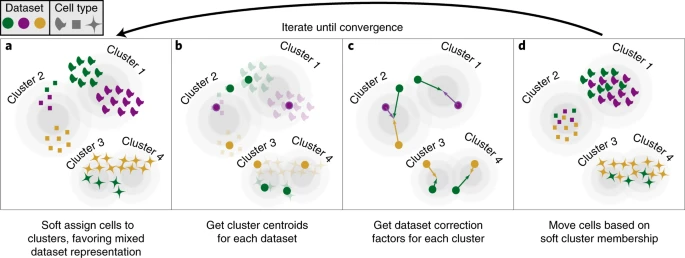 Dataset
Cell type
Iterate until convergence
a
Cluster 1
Cluster 2
Cluster 3
Cluster 4
b
Cluster 1
Cluster 2
Cluster 3
Cluster 4
c
Cluster 1
Cluster 2
Cluster 3
Cluster 4
d
Cluster 1
Cluster 2
Cluster 3
Cluster 4
Soft assign cells to
clusters, favoring mixed
dataset representation
Get cluster centroids
for each dataset
Get dataset correction
factors for each cluster
Move cells based on
soft cluster membership